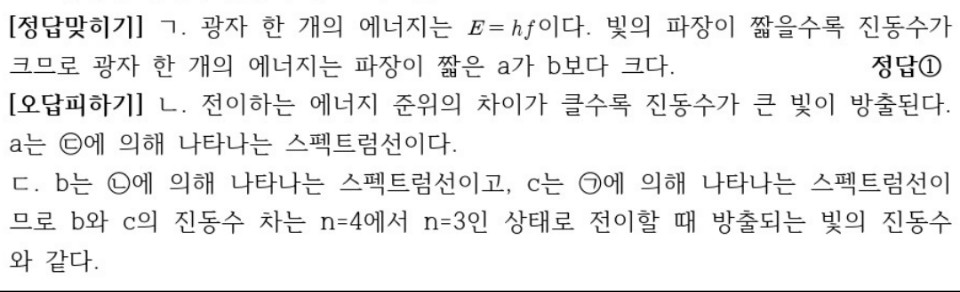 [정답맞히기] ㄱ. 광자 한 개의 에너지는 E=hf이다. 빛의 파장이 짧을수록 진동수가
크므로 광자 한 개의 에너지는 파장이 짧은 a가 b보다 크다. 정답①
[오답피하기] ㄴ. 전이하는 에너지 준위의 차이가 클수록 진동수가 큰 빛이 방출된다.
a는 ㉢에 의해 나타나는 스펙트럼선이다.
ㄷ. b는 ㉡에 의해 나타나는 스펙트럼선이고, c는 ㉠에 의해 나타나는 스펙트럼선이
므로 b와 c의 진동수 차는 n=4에서 n=3인 상태로 전이할 때 방출되는 빛의 진동수
와 같다.